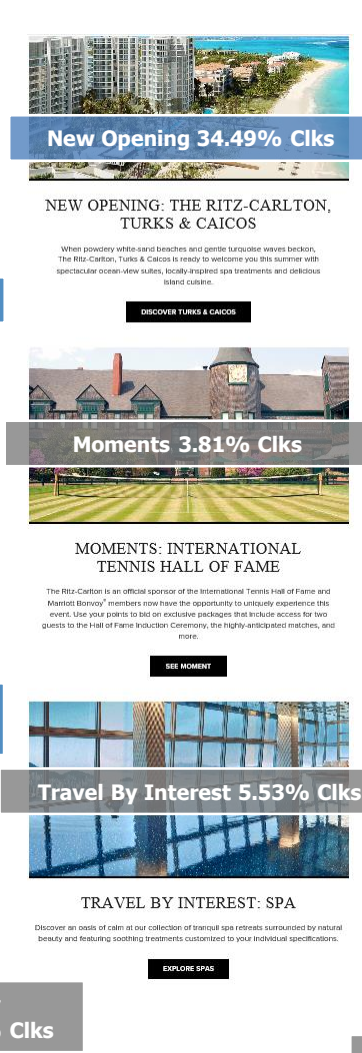 New Opening 34.49% Clks
NEW OPENING: THE RITZ-CARLTON,
TURKS & CAICOS
When powdery white-sand beaches and gentle turquoise waves beckon,
The Ritz-Carlton, Turks & Caicos is ready to welcome you this summer with
spectacular ocean-view suites, locally-inspired spa treatments and delicious
island cuisine.
DISCOVER TURKS & CAICOS
Moments 3.81% Clks
MOMENTS: INTERNATIONAL
TENNIS HALL OF FAME
The Ritz-Carlton is an official sponsor of the International Tennis Hall of Fame and
Marriott Bonvoy® members now have the opportunity to uniquely experience this
event. Use your points to bid on exclusive packages that include access for two
guests to the Hall of Fame Induction Ceremony, the highly-anticipated matches, and
more.
SEE MOMENT
Travel By Interest 5.53% Clks
TRAVEL BY INTEREST: SPA
Discover an oasis of calm at our collection of tranquil spa retreats surrounded by natural
beauty and featuring soothing treatments customized to your individual specifications.
EXPLORE SPAS
Clks